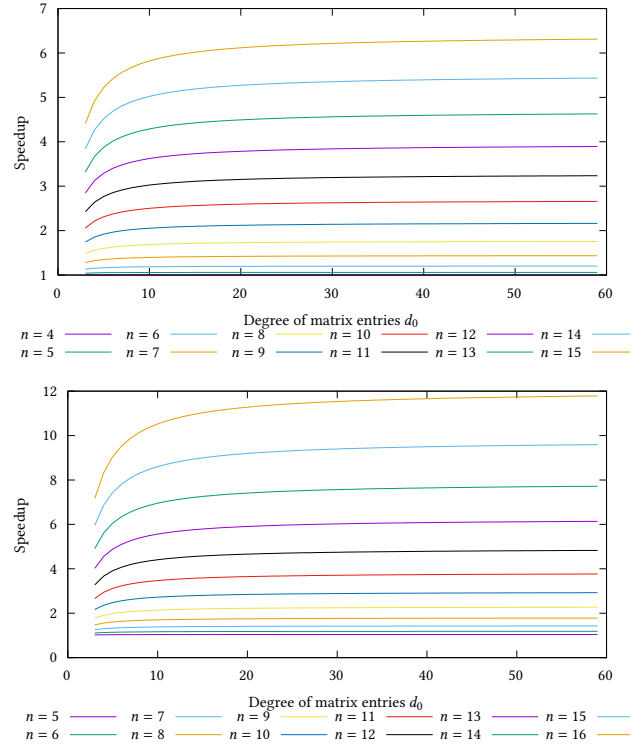 7
6
5
4
3
2
1
Speedup
0 10 20 30 40 50 60
Degree of matrix entries d₀
n = 4 n = 6 n = 8 n = 10 n = 12 n = 14
n = 5 n = 7 n = 9 n = 11 n = 13 n = 15
12
10
8
6
4
2
0
Speedup
0 10 20 30 40 50 60
Degree of matrix entries d₀
n = 5 n = 7 n = 9 n = 11 n = 13 n = 15
n = 6 n = 8 n = 10 n = 12 n = 14 n = 16